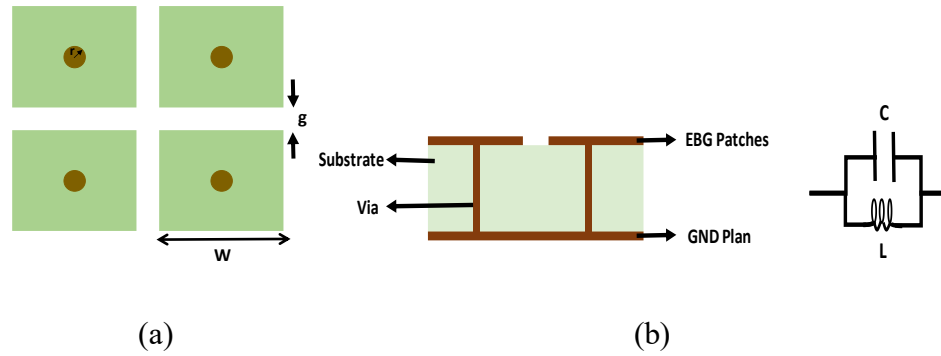 r
g
W
Substrate
Via
EBG Patches
GND Plan
C
L
(a)
(b)